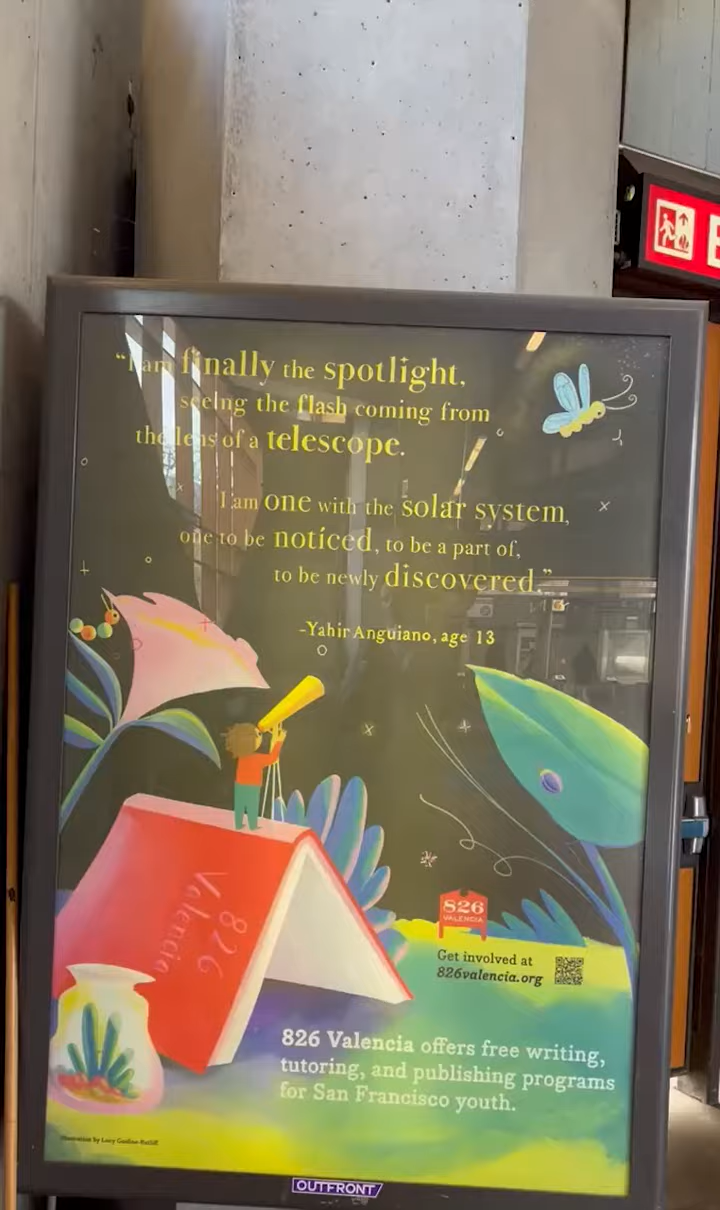 “I am finally the spotlight,
seeing the flash coming from
the lens of a telescope.
I am one with the solar system,
one to be noticed, to be a part of,
to be newly discovered.”
-Yahir Anguiano, age 13
826
Valencia
826
VALENCIA
Get involved at
826valencia.org
826 Valencia offers free writing,
tutoring, and publishing programs
for San Francisco youth.
Illustration by Lucy
OUTFRONT
E